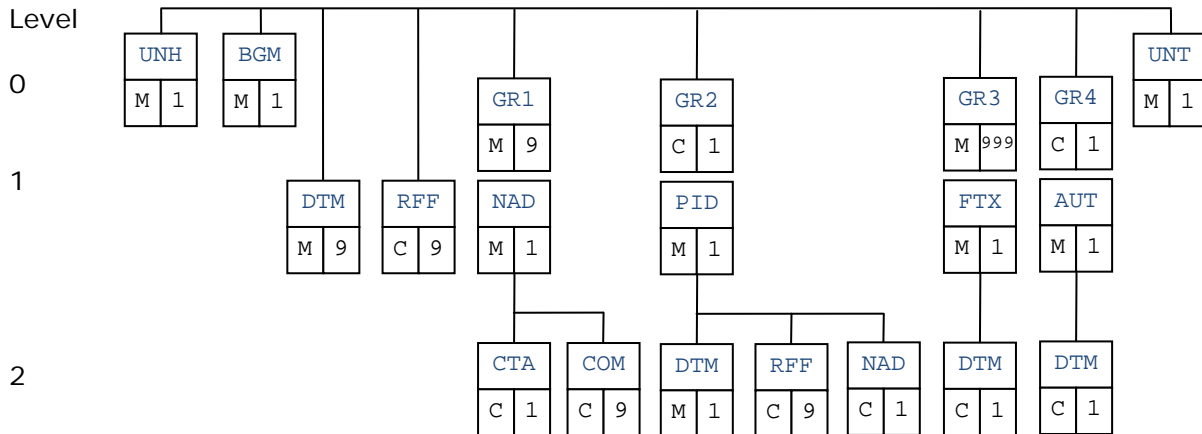 Level
UNH BGM UNT
0
M 1 M 1 GR1 GR2 GR3 GR4 M 1
M 9 C 1 M 999 C 1
1
DTM RFF NAD PID FTX AUT
M 9 C 9 M 1 M 1 M 1 M 1
2
CTA COM DTM RFF NAD DTM DTM
C 1 C 9 M 1 C 9 C 1 C 1 C 1